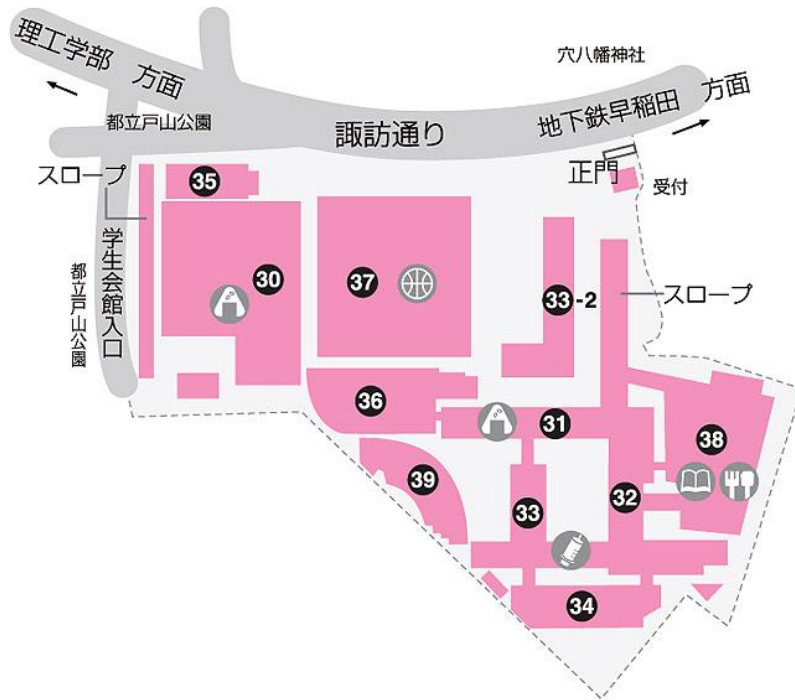 理工学部 方面
穴八幡神社
地下鉄早稲田 方面
都立戸山公園
諏訪通り
正門
受付
スロープ
学生会館入口
都立戸山公園
35
30
37
33-2
スロープ
36
31
38
39
33
32
34